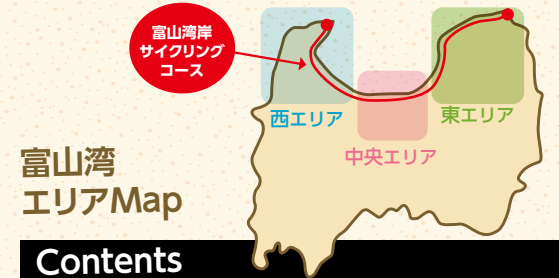 富山湾岸
サイクリング
コース
西エリア
中央エリア
東エリア
富山湾
エリアMap
Contents